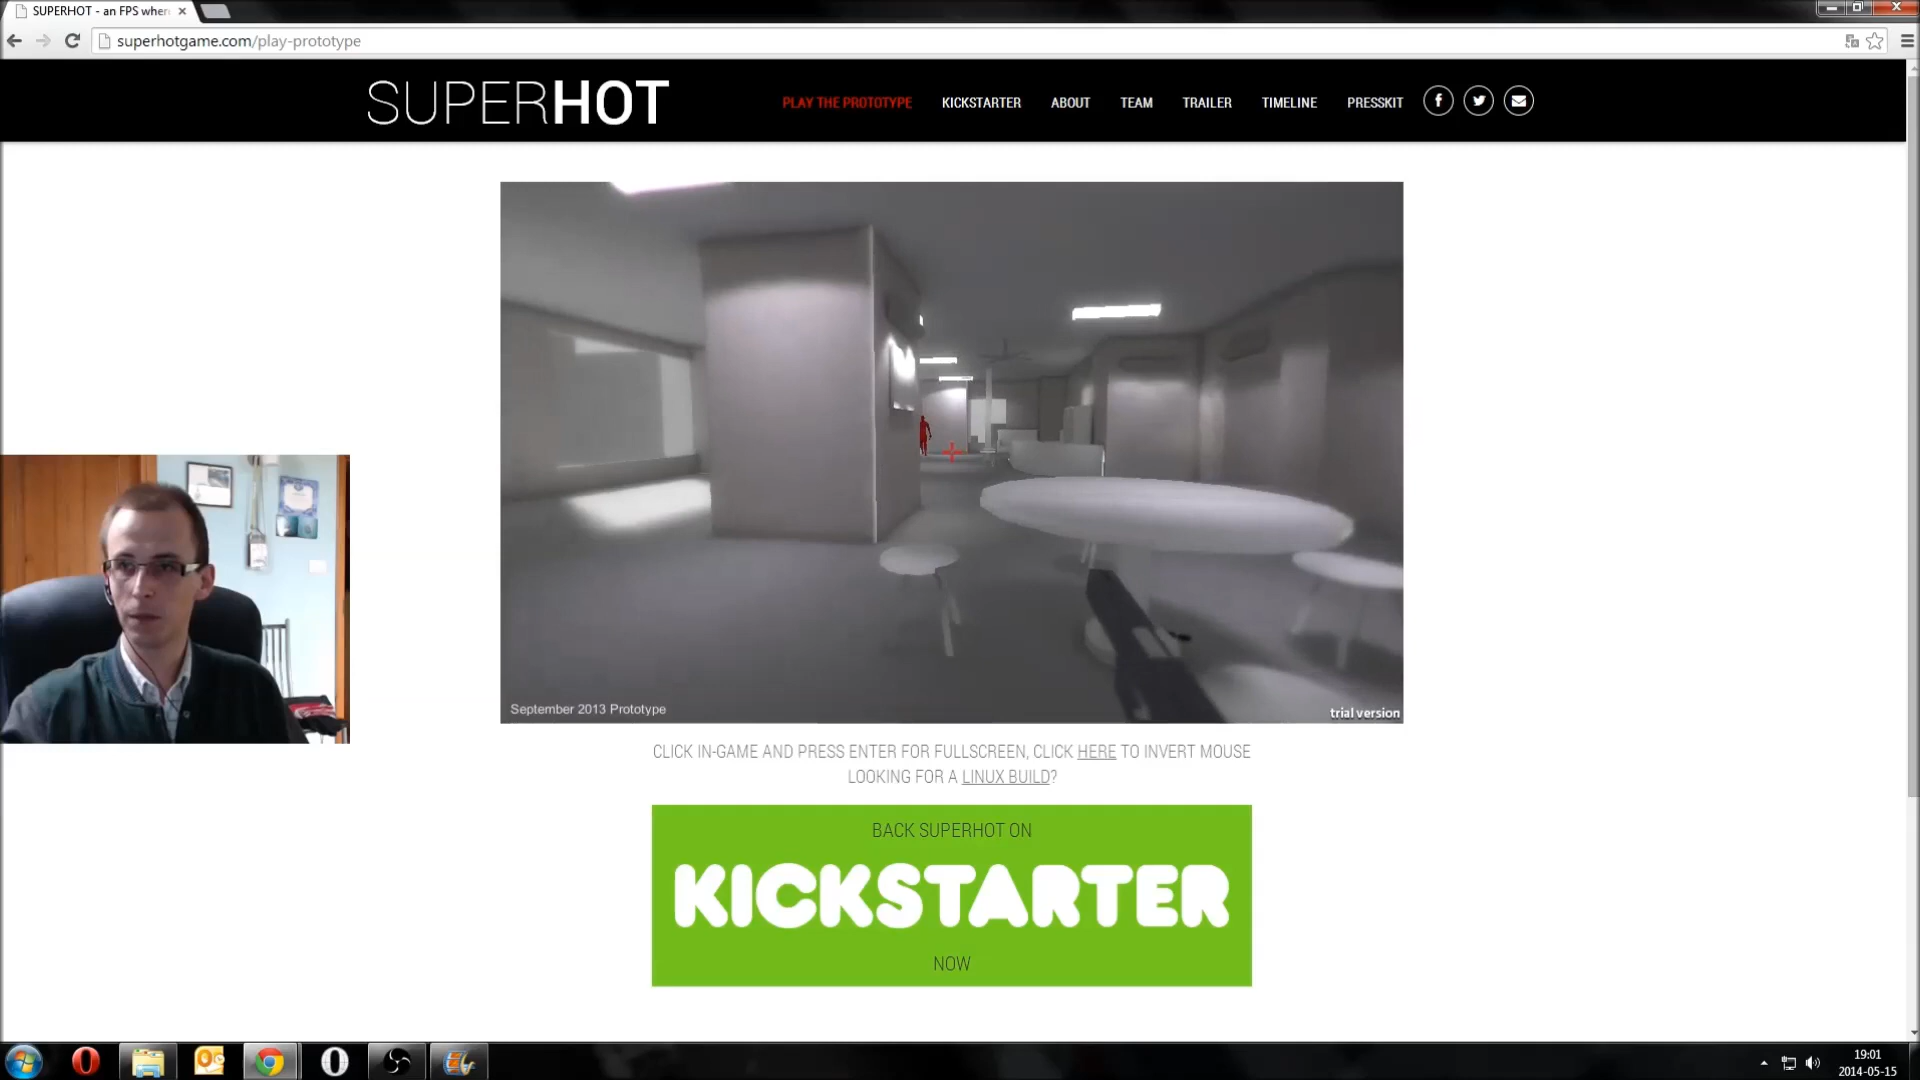 SUPERHOT - an FPS wher
superhotgame.com/play-prototype
SUPERHOT
PLAY THE PROTOTYPE
KICKSTARTER
ABOUT
TEAM
TRAILER
TIMELINE
PRESSKIT
September 2013 Prototype
trial version
CLICK IN-GAME AND PRESS ENTER FOR FULLSCREEN, CLICK HERE TO INVERT MOUSE
LOOKING FOR A LINUX BUILD?
BACK SUPERHOT ON
KICKSTARTER
NOW
19:01
2014-05-15